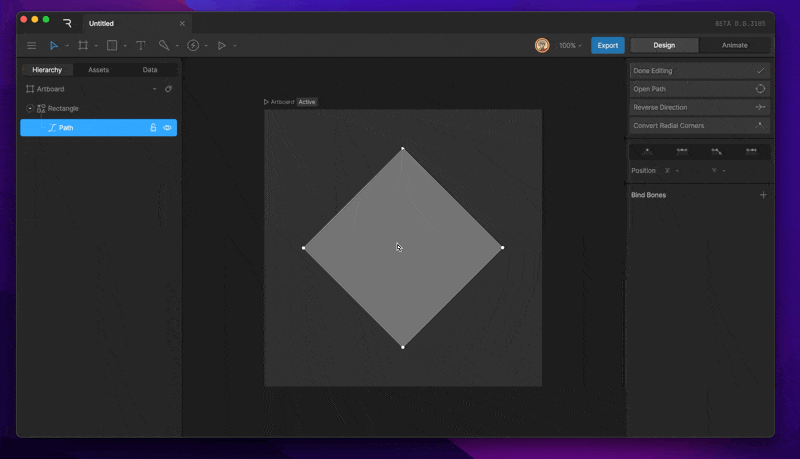 Untitled
BETA 0.8.3105
100%
Export
Design
Animate
Hierarchy
Assets
Data
Artboard
Rectangle
Path
Artboard Active
Done Editing
Open Path
Reverse Direction
Convert Radial Corners
Position X Y
Bind Bones